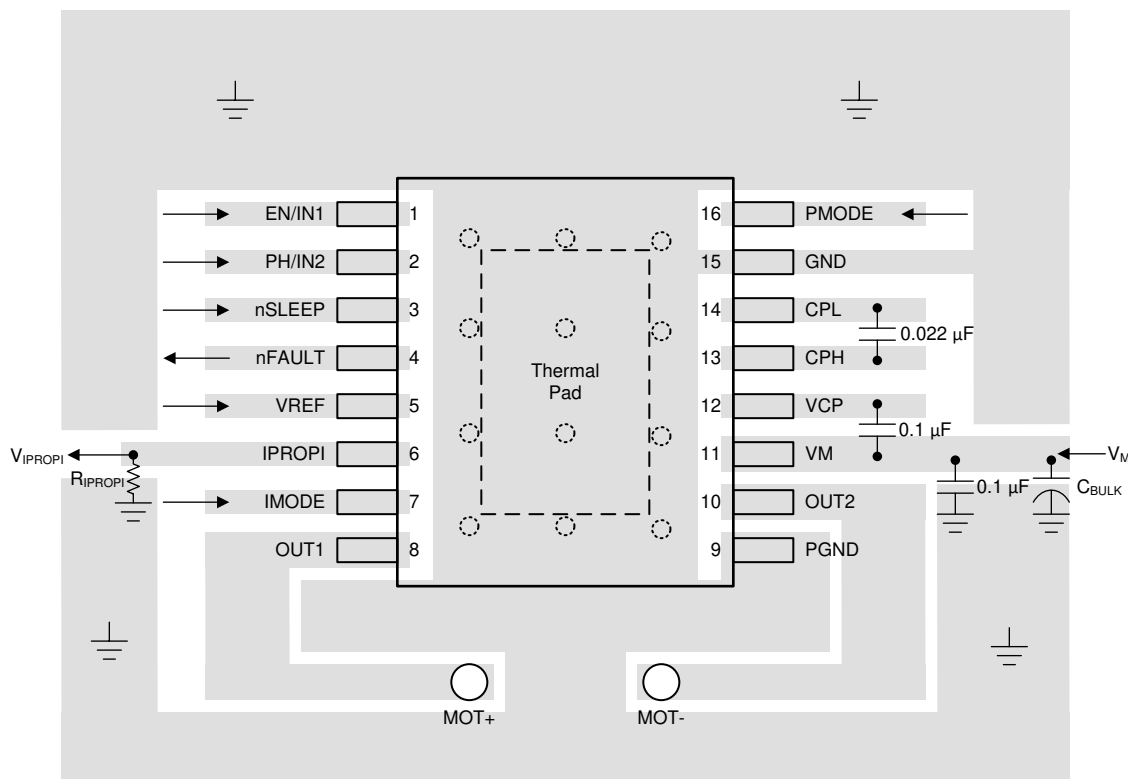 EN/IN1 1
PH/IN2 2
nSLEEP 3
nFAULT 4
VREF 5
VIPROPI IPROPI 6
RIPROPI
IMODE 7
OUT1 8
Thermal
Pad
16 PMODE
15 GND
14 CPL
0.022 µF
13 CPH
12 VCP
0.1 µF
11 VM VM
0.1 µF CBULK
10 OUT2
9 PGND
MOT+ MOT-